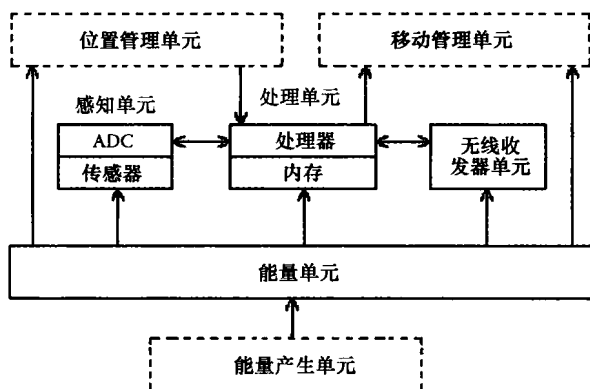 位置管理单元
移动管理单元
感知单元
处理单元
ADC
传感器
处理器
内存
无线收
发器单元
能量单元
能量产生单元